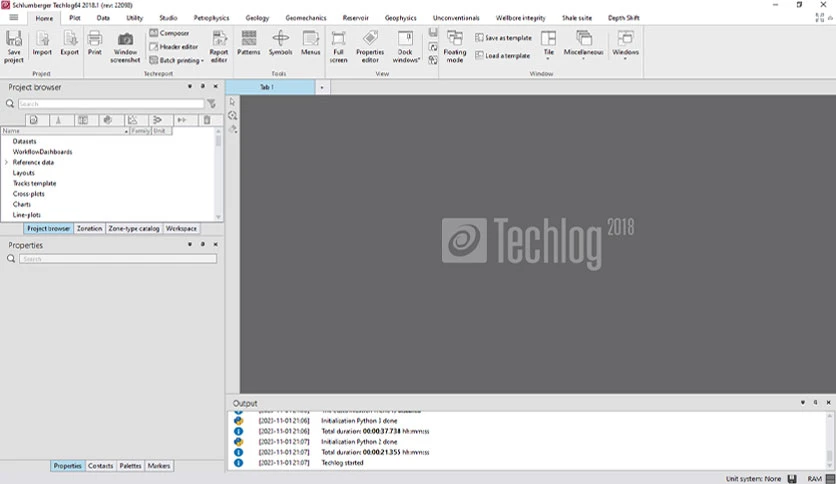 Schlumberger Techlog64 2018.1 (rev: 22098)
Home Plot Data Utility Studio Petrophysics Geology Geomechanics Reservoir Geophysics Unconventionals Wellbore integrity Shale suite Depth Shift
Save project Import Export Print Window screenshot Composer Header editor Batch printing Report editor Patterns Symbols Menus Full screen Properties editor Dock windows* Floating mode Save as template Load a template Tile Miscellaneous Windows
Project Techreport Tools View Window
Project browser
Tab 1
Search
Name Family Unit
Datasets
WorkflowDashboards
Reference data
Layouts
Tracks template
Cross-plots
Charts
Line-plots
Project browser Zonation Zone-type catalog Workspace
Techlog 2018
Properties
Search
Output
[2023-11-01 21:06] Initialization Python 3 done
[2023-11-01 21:06] Total duration: 00:00:37.738 hh:mm:ss
[2023-11-01 21:07] Initialization Python 2 done
[2023-11-01 21:07] Total duration: 00:00:21.355 hh:mm:ss
[2023-11-01 21:07] Techlog started
Properties Contacts Palettes Markers
Unit system: None RAM